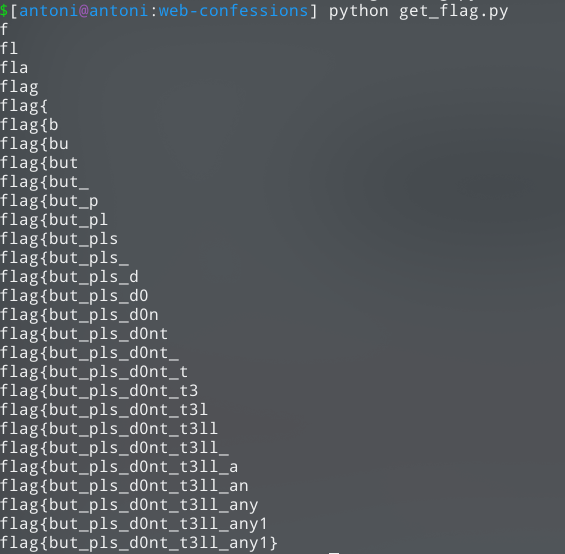 $[antoni@antoni:web-confessions] python get_flag.py
f
fl
fla
flag
flag{
flag{b
flag{bu
flag{but
flag{but_
flag{but_p
flag{but_pl
flag{but_pls
flag{but_pls_
flag{but_pls_d
flag{but_pls_d0
flag{but_pls_d0n
flag{but_pls_d0nt
flag{but_pls_d0nt_
flag{but_pls_d0nt_t
flag{but_pls_d0nt_t3
flag{but_pls_d0nt_t3l
flag{but_pls_d0nt_t3ll
flag{but_pls_d0nt_t3ll_
flag{but_pls_d0nt_t3ll_a
flag{but_pls_d0nt_t3ll_an
flag{but_pls_d0nt_t3ll_any
flag{but_pls_d0nt_t3ll_any1
flag{but_pls_d0nt_t3ll_any1}